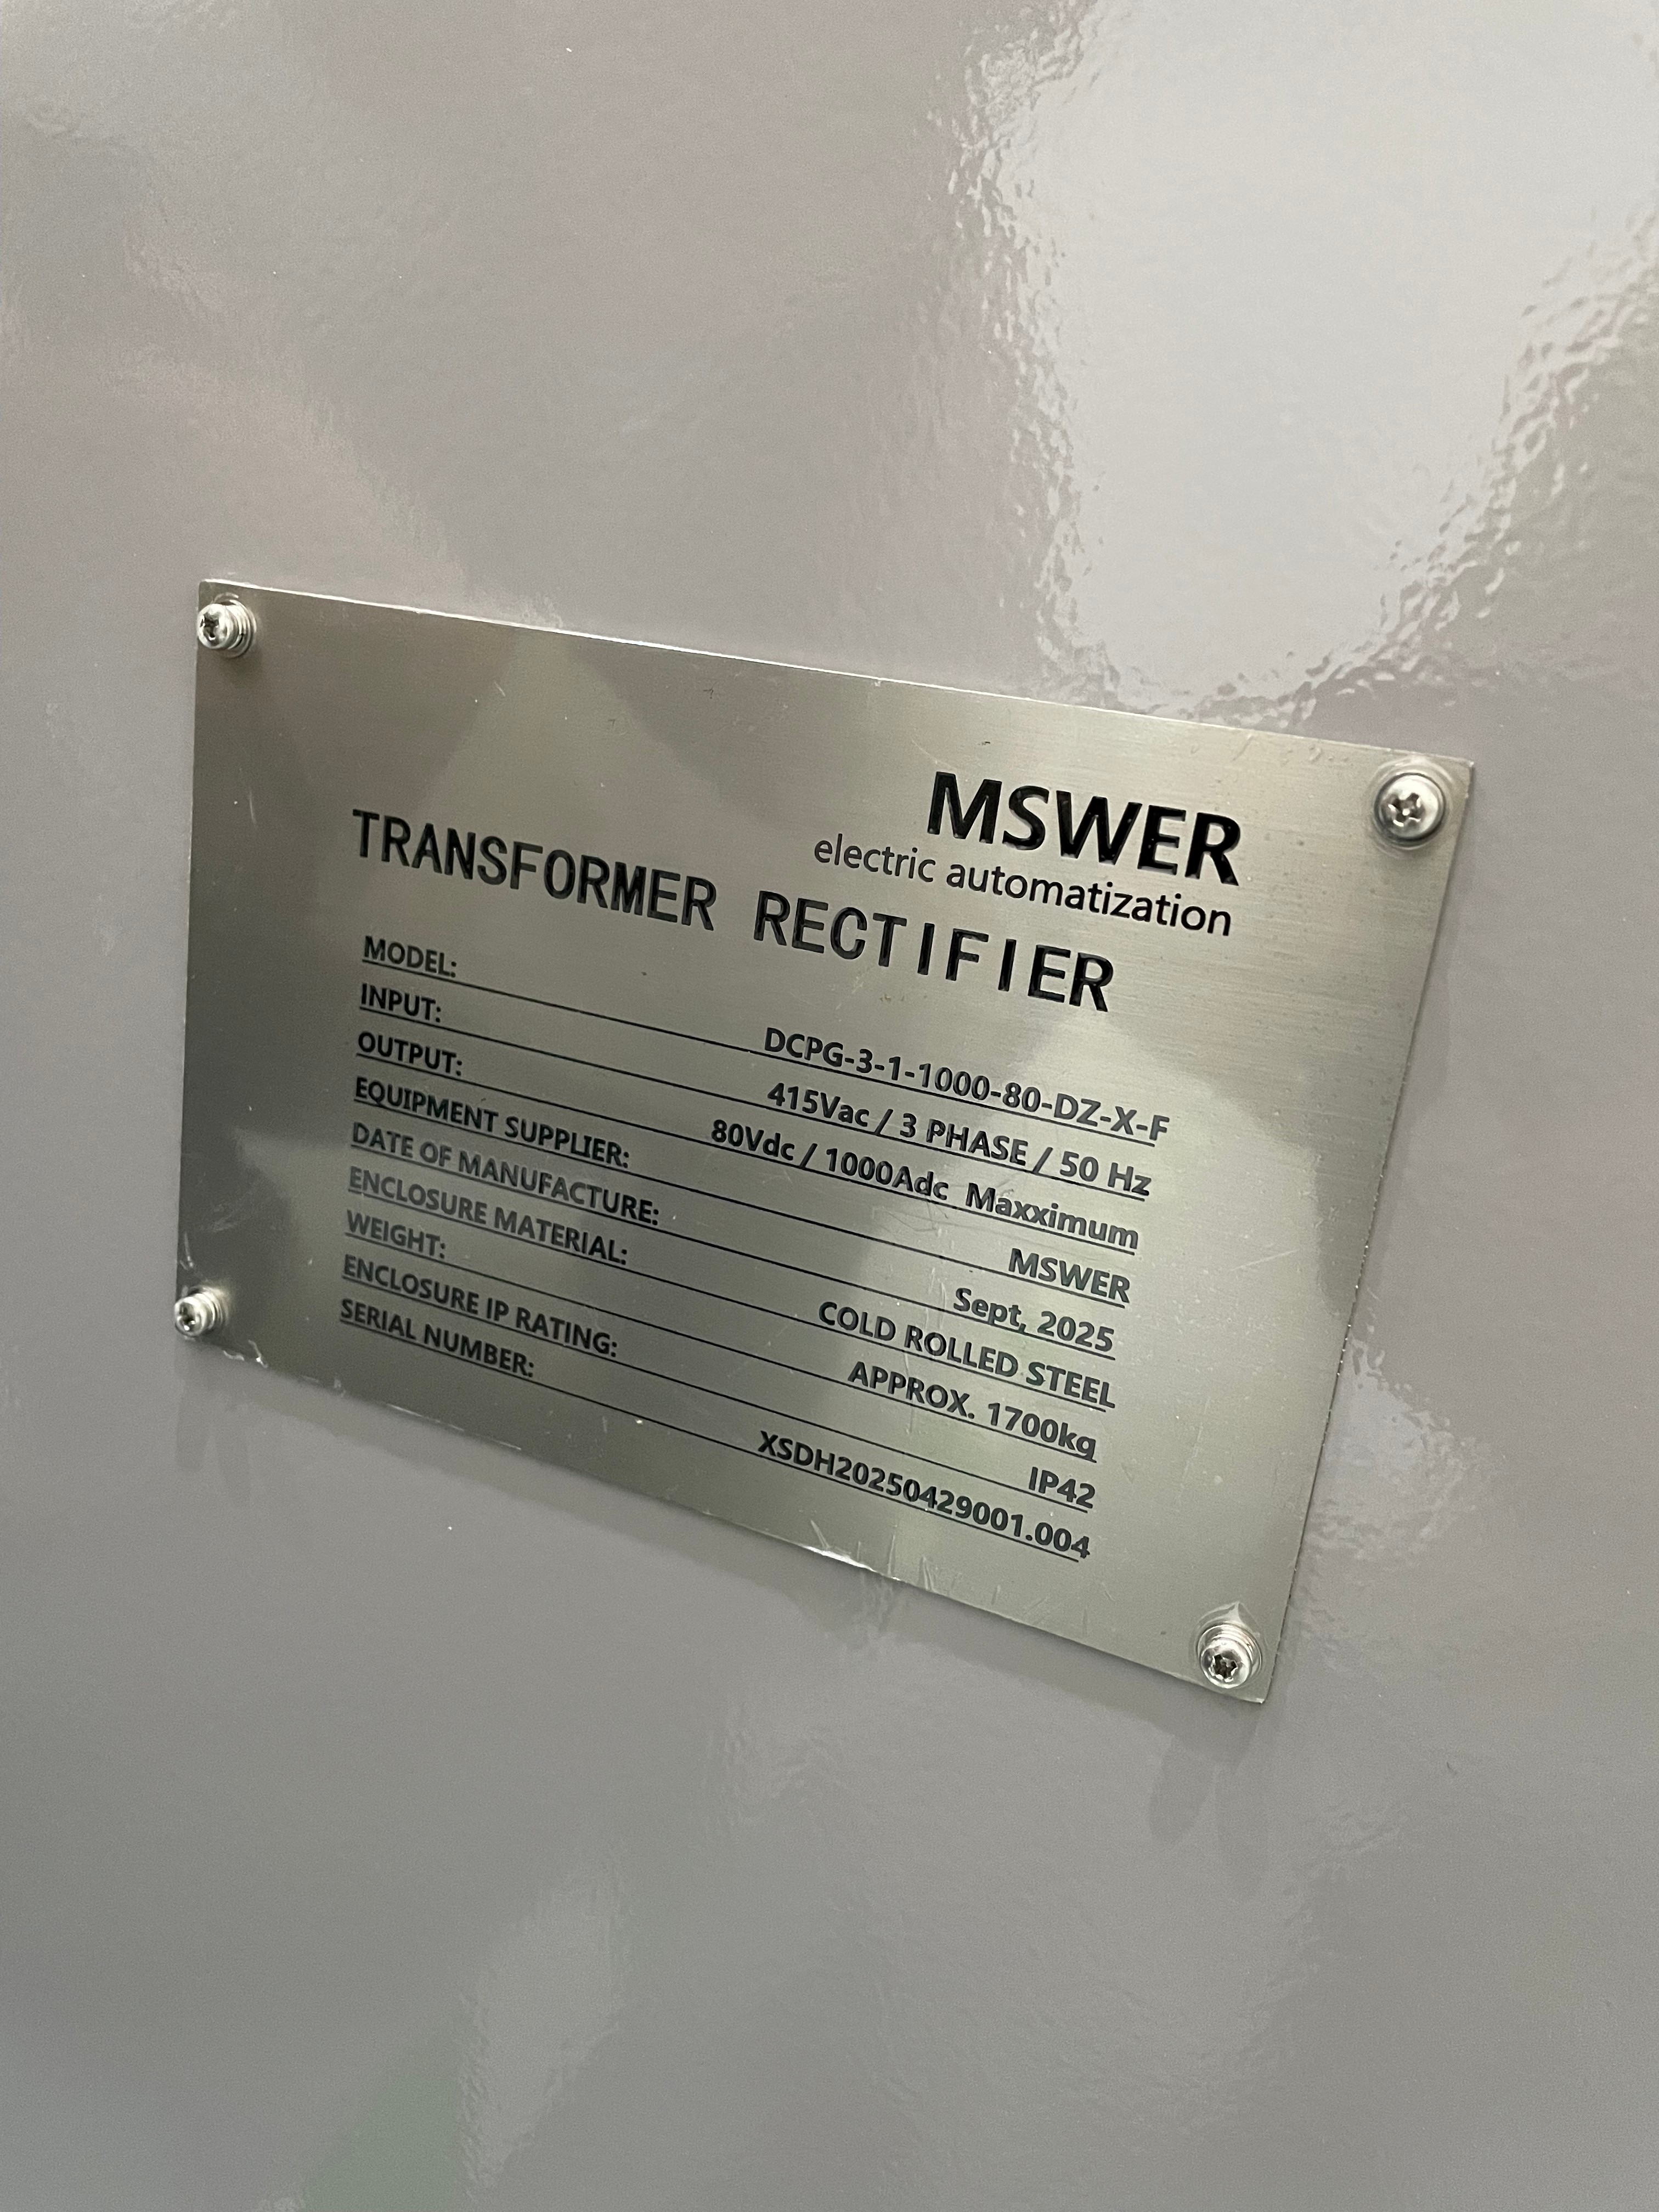 MSWER
electric automatization
TRANSFORMER RECTIFIER
MODEL: DCPG-3-1-1000-80-DZ-X-F
INPUT: 415Vac / 3 PHASE / 50 Hz
OUTPUT: 80Vdc / 1000Adc Maxximum
EQUIPMENT SUPPLIER: MSWER
DATE OF MANUFACTURE: Sept, 2025
ENCLOSURE MATERIAL: COLD ROLLED STEEL
WEIGHT: APPROX. 1700kg
ENCLOSURE IP RATING: IP42
SERIAL NUMBER: XSDH20250429001.004